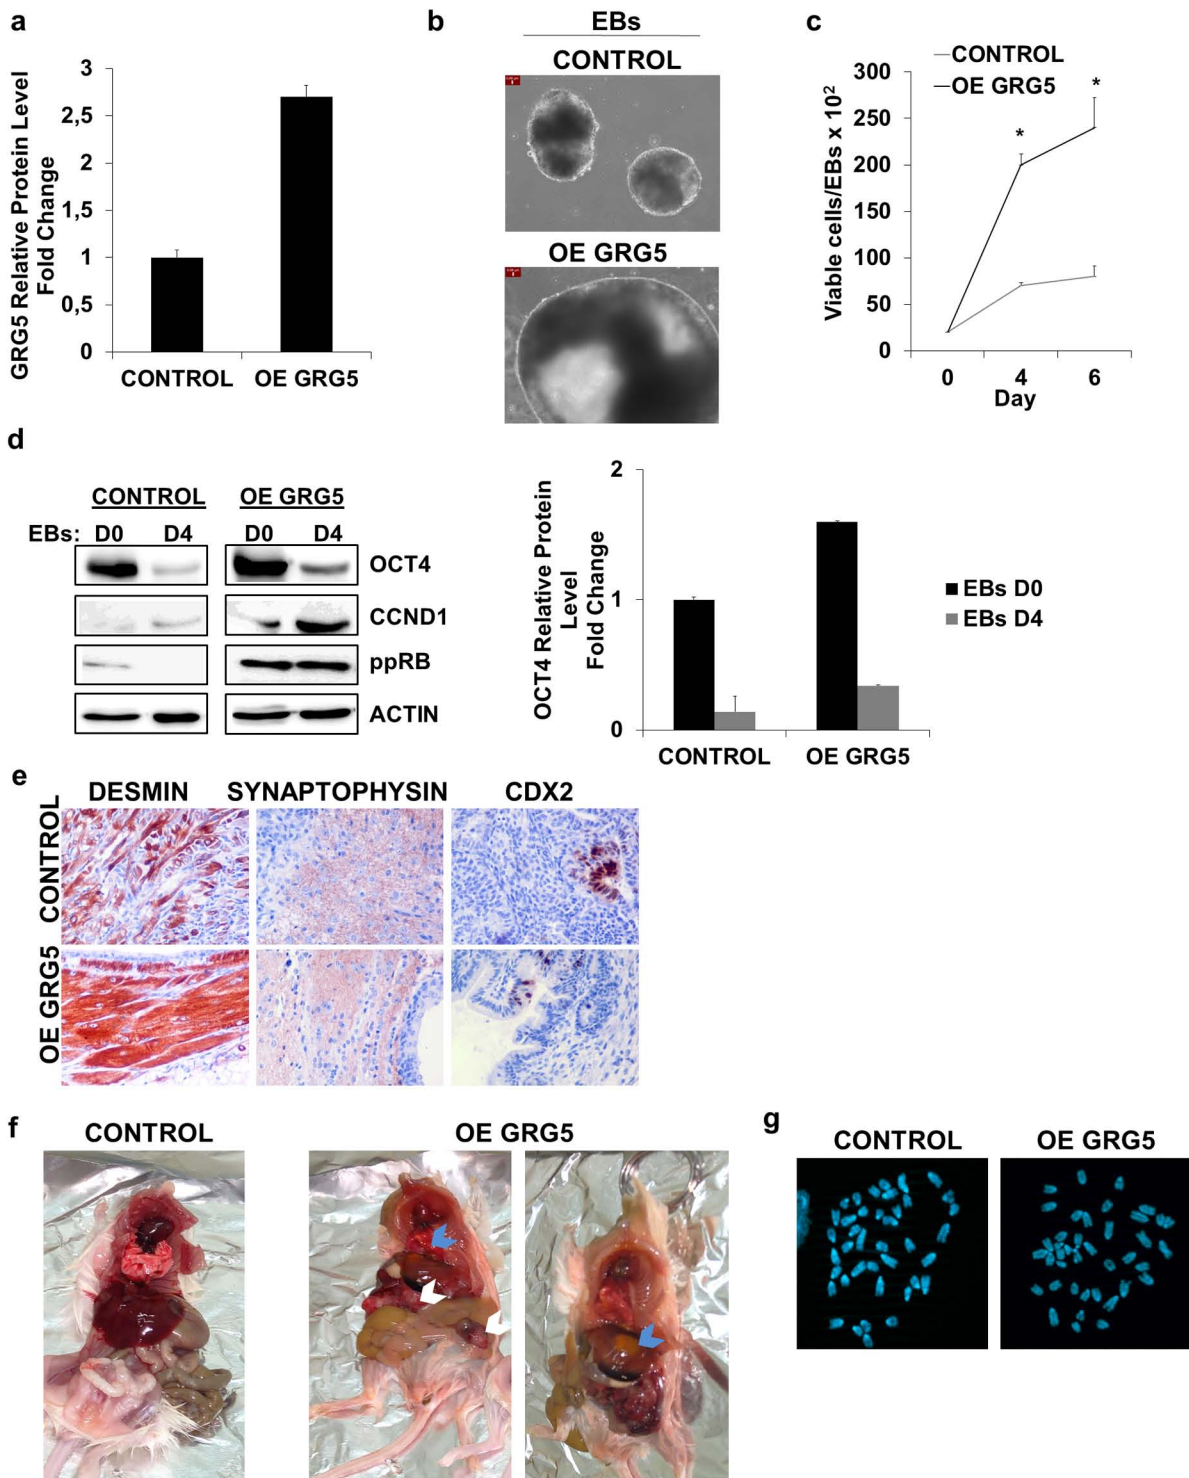 a
GRG5 Relative Protein Level
Fold Change
3
2,5
2
1,5
1
0,5
0
CONTROL
OE GRG5
b
EBs
CONTROL
OE GRG5
c
CONTROL
OE GRG5
Viable cells/EBs x 10²
300
250
200
150
100
50
0
*
*
0
4
6
Day
d
CONTROL
OE GRG5
EBs: D0 D4 D0 D4
OCT4
CCND1
ppRB
ACTIN
OCT4 Relative Protein
Level
Fold Change
2
1
0
CONTROL
OE GRG5
EBs D0
EBs D4
e
DESMIN
SYNAPTOPHYSIN
CDX2
CONTROL
OE GRG5
f
CONTROL
OE GRG5
g
CONTROL
OE GRG5